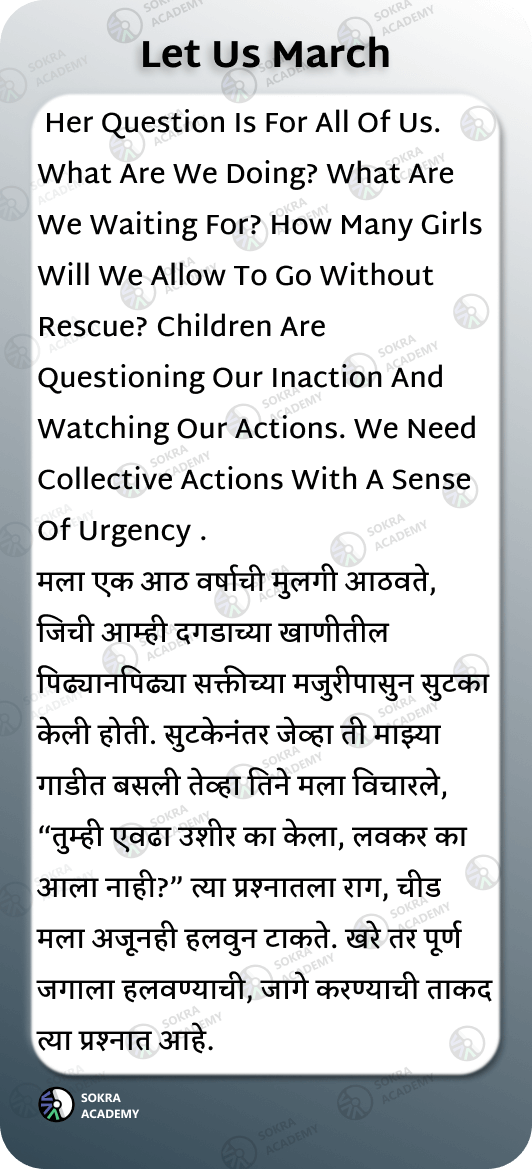 Let Us March
Her Question Is For All Of Us.
What Are We Doing? What Are
We Waiting For? How Many Girls
Will We Allow To Go Without
Rescue? Children Are
Questioning Our Inaction And
Watching Our Actions. We Need
Collective Actions With A Sense
Of Urgency .
मला एक आठ वर्षाची मुलगी आठवते,
जिची आम्ही दगडाच्या खाणीतील
पिढ्यानपिढ्या सक्तीच्या मजुरीपासुन सुटका
केली होती. सुटकेनंतर जेव्हा ती माझ्या
गाडीत बसली तेव्हा तिने मला विचारले,
“तुम्ही एवढा उशीर का केला, लवकर का
आला नाही?” त्या प्रश्नातला राग, चीड
मला अजूनही हलवुन टाकते. खरे तर पूर्ण
जगाला हलवण्याची, जागे करण्याची ताकद
त्या प्रश्नात आहे.
SOKRA
ACADEMY